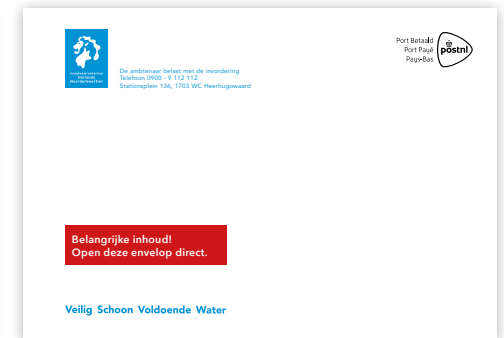 hoogheemraadschap
Hollands
Noorderkwartier
De ambtenaar belast met de invordering
Telefoon 0900 - 9 112 112
Stationsplein 136, 1703 WC Heerhugowaard
Port Betaald
Port Payé
Pays-Bas
postnl
Belangrijke inhoud!
Open deze envelop direct.
Veilig Schoon Voldoende Water